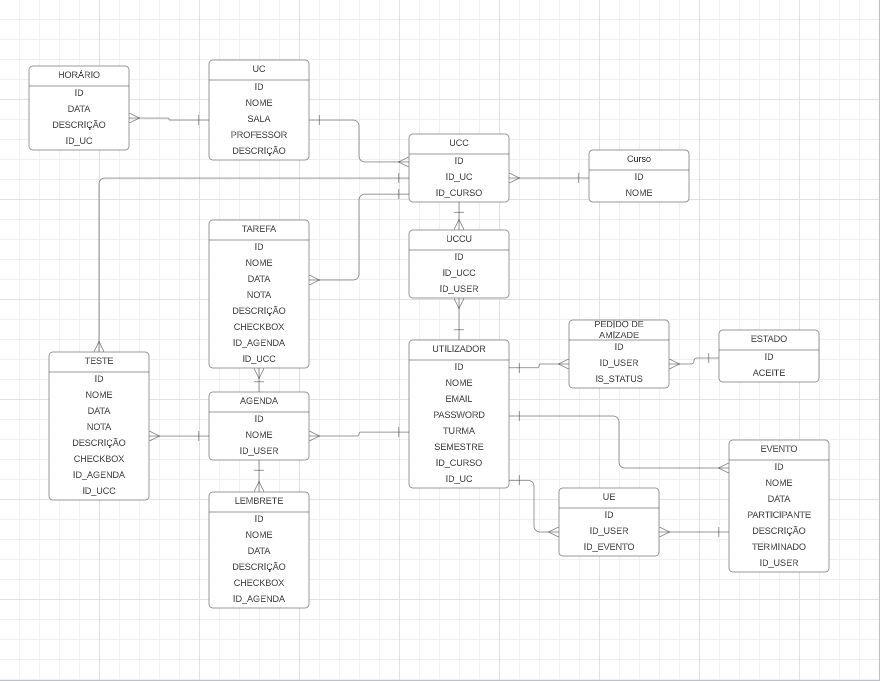 HORÁRIO
ID
DATA
DESCRIÇÃO
ID_UC
UC
ID
NOME
SALA
PROFESSOR
DESCRIÇÃO
UCC
ID
ID_UC
ID_CURSO
Curso
ID
NOME
TAREFA
ID
NOME
DATA
NOTA
DESCRIÇÃO
CHECKBOX
ID_AGENDA
ID_UCC
UCCU
ID
ID_UCC
ID_USER
TESTE
ID
NOME
DATA
NOTA
DESCRIÇÃO
CHECKBOX
ID_AGENDA
ID_UCC
AGENDA
ID
NOME
ID_USER
UTILIZADOR
ID
NOME
EMAIL
PASSWORD
TURMA
SEMESTRE
ID_CURSO
ID_UC
PEDIDO DE
AMIZADE
ID
ID_USER
IS_STATUS
ESTADO
ID
ACEITE
LEMBRETE
ID
NOME
DATA
DESCRIÇÃO
CHECKBOX
ID_AGENDA
UE
ID
ID_USER
ID_EVENTO
EVENTO
ID
NOME
DATA
PARTICIPANTE
DESCRIÇÃO
TERMINADO
ID_USER